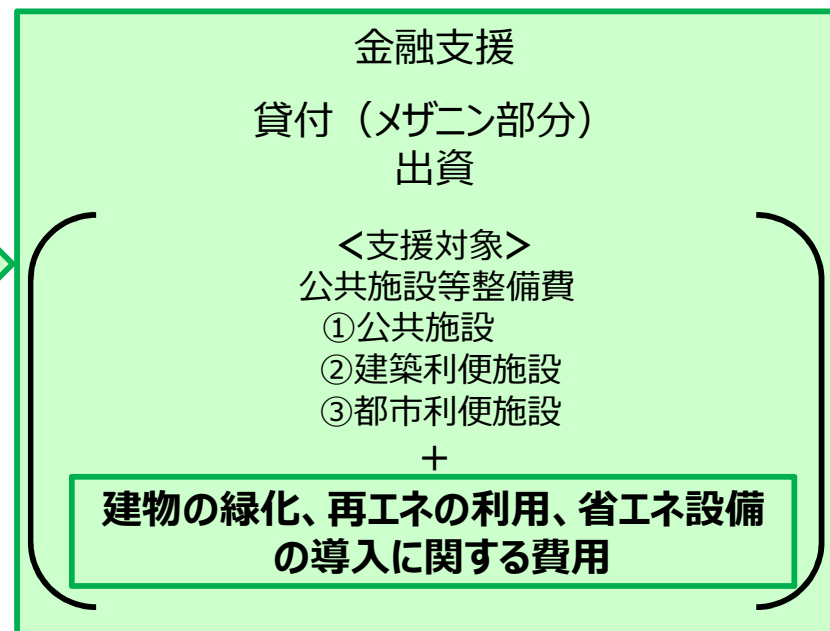 金融支援
貸付（メザニン部分）
出資
＜支援対象＞
公共施設等整備費
①公共施設
②建築利便施設
③都市利便施設
＋
建物の緑化、再エネの利用、省エネ設備
の導入に関する費用